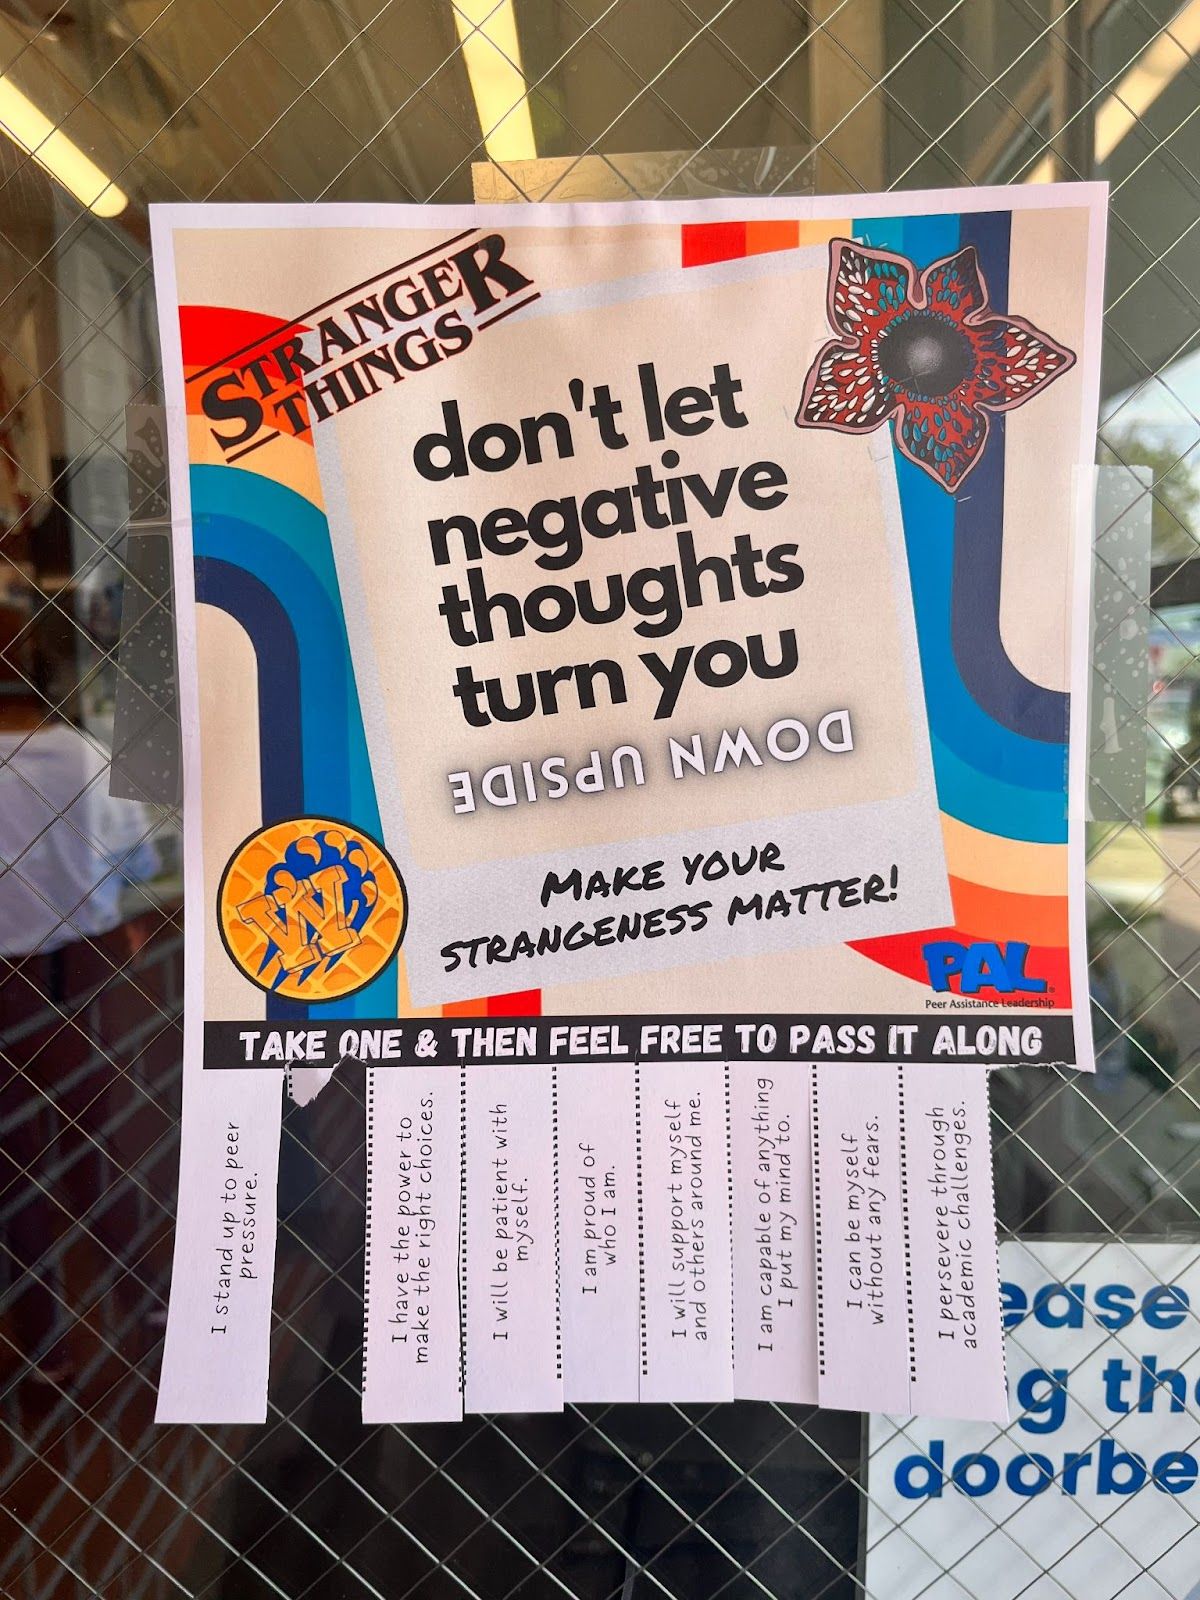 STRANGER
THINGS
don't let
negative
thoughts
turn you
UPSIDE DOWN
MAKE YOUR
STRANGENESS MATTER!
W
PAL
Peer Assistance Leadership
TAKE ONE & THEN FEEL FREE TO PASS IT ALONG
I stand up to peer
pressure.
I have the power to
make the right choices.
I will be patient with
myself.
I am proud of
who I am.
I will support myself
and others around me.
I am capable of anything
I put my mind to.
I can be myself
without any fears.
I persevere through
academic challenges.
ease
g th
doorbe